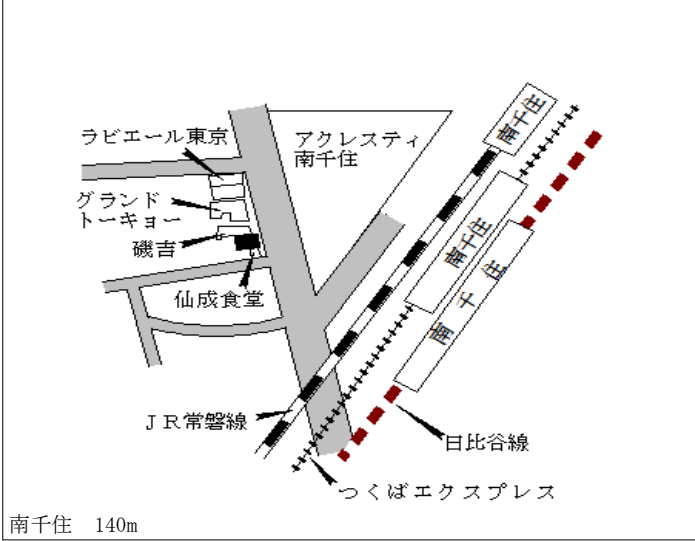 南千住
ラビエール東京
アクレスティ
南千住
グランド
トーキョー
磯吉
南千住
仙成食堂
南千住
ＪＲ常磐線
日比谷線
つくばエクスプレス
南千住　140m